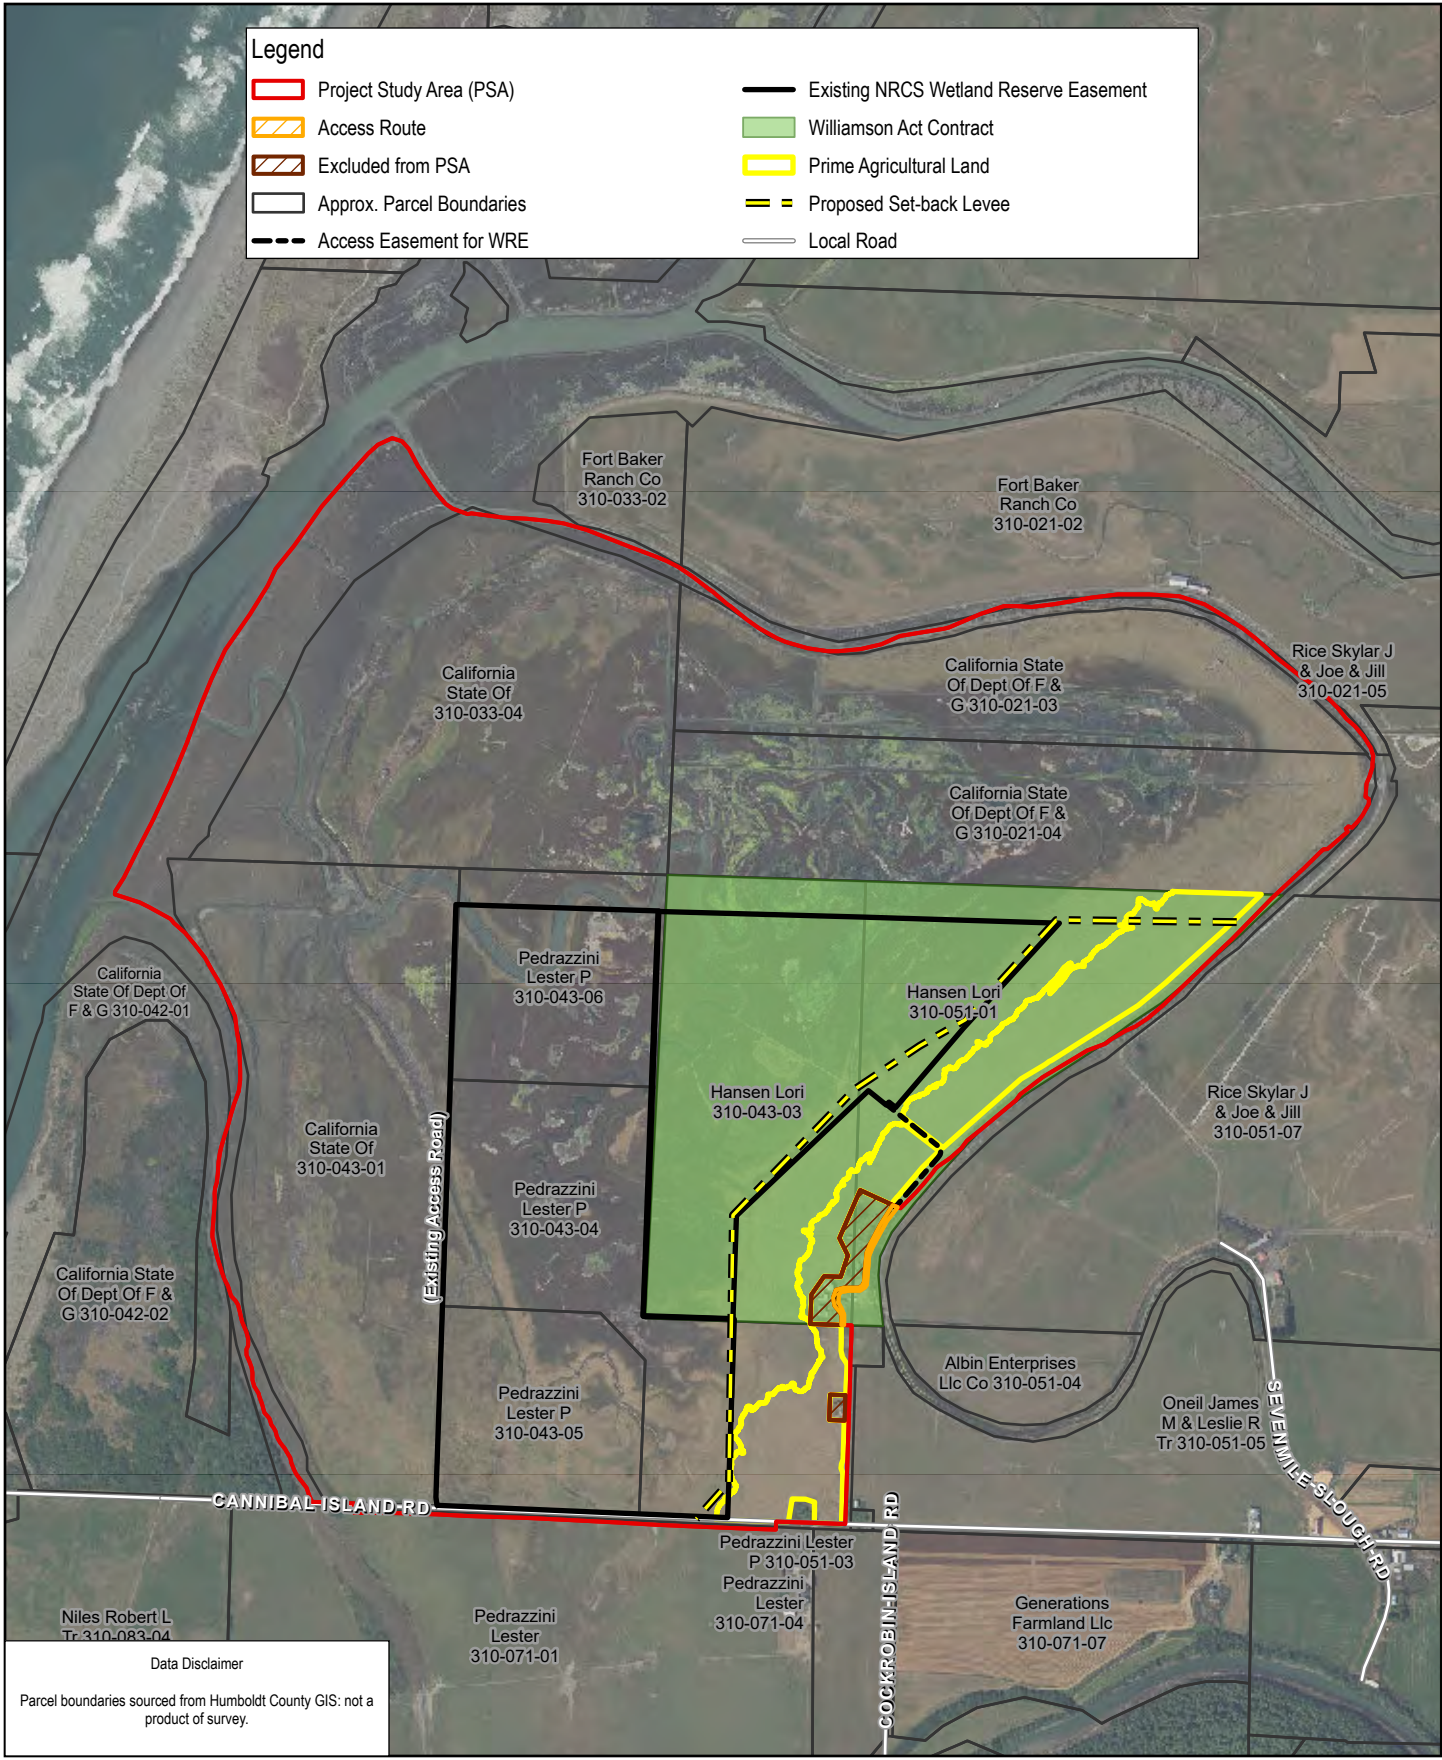 Legend
Project Study Area (PSA)
Access Route
Excluded from PSA
Approx. Parcel Boundaries
Access Easement for WRE
Existing NRCS Wetland Reserve Easement
Williamson Act Contract
Prime Agricultural Land
Proposed Set-back Levee
Local Road
Fort Baker
Ranch Co
310-033-02
Fort Baker
Ranch Co
310-021-02
Rice Skylar J
& Joe & Jill
310-021-05
California
State Of
310-033-04
California State
Of Dept Of F &
G 310-021-03
California State
Of Dept Of F &
G 310-021-04
California
State Of Dept Of
F & G 310-042-01
Pedrazzini
Lester P
310-043-06
Hansen Lori
310-051-01
Hansen Lori
310-043-03
Rice Skylar J
& Joe & Jill
310-051-07
California
State Of
310-043-01
(Existing Access Road)
Pedrazzini
Lester P
310-043-04
California State
Of Dept Of F &
G 310-042-02
Pedrazzini
Lester P
310-043-05
Albin Enterprises
Llc Co 310-051-04
Oneil James
M & Leslie R
Tr 310-051-05
SEVENMILE SLOUGH RD
CANNIBAL ISLAND RD
COCKROBIN ISLAND RD
Pedrazzini Lester
P 310-051-03
Pedrazzini
Lester
310-071-04
Niles Robert L
Tr 310-083-04
Pedrazzini
Lester
310-071-01
Generations
Farmland Llc
310-071-07
Data Disclaimer
Parcel boundaries sourced from Humboldt County GIS: not a
product of survey.